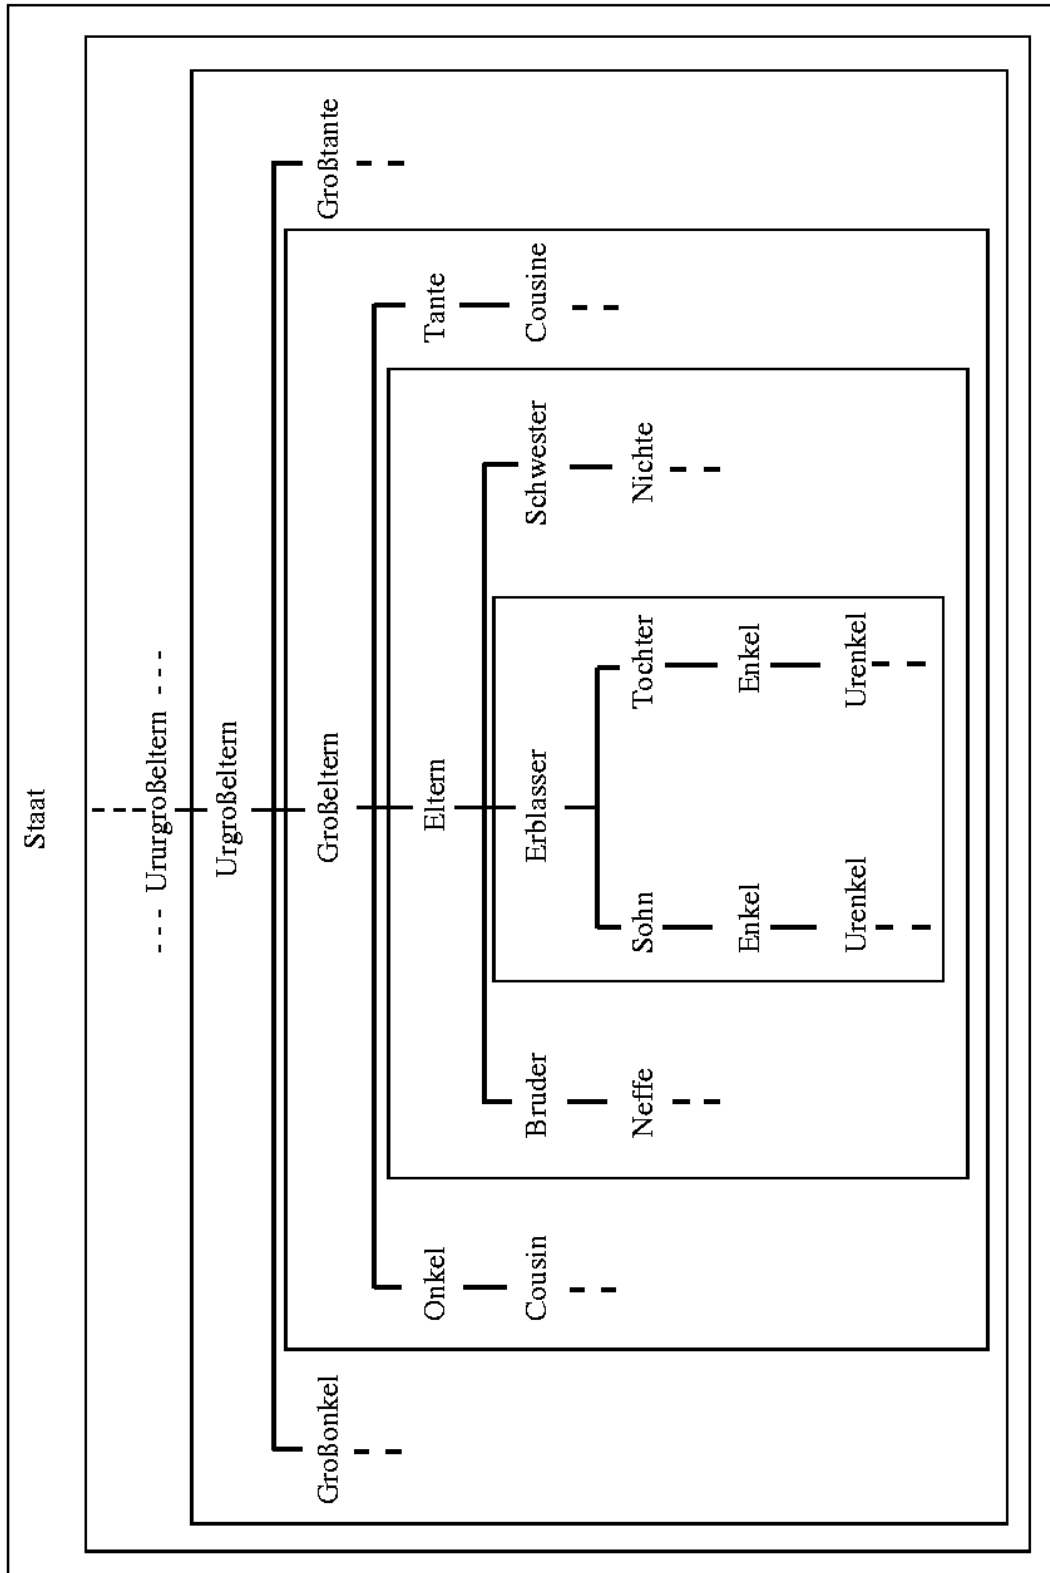 Staat
Ururgroßeltern
Urgroßeltern
Großonkel Großeltern Großtante
Onkel Eltern Tante
Cousin Bruder Erblasser Schwester Cousine
Neffe Sohn Tochter Nichte
Enkel Enkel
Urenkel Urenkel